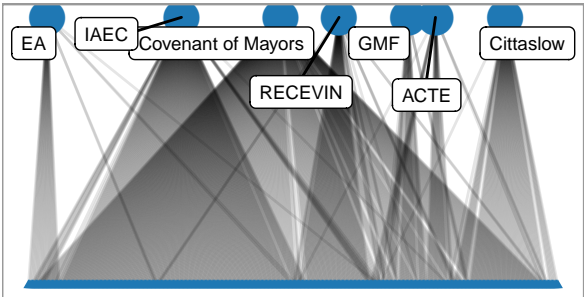 EA
IAEC
Covenant of Mayors
RECEVIN
GMF
ACTE
Cittaslow